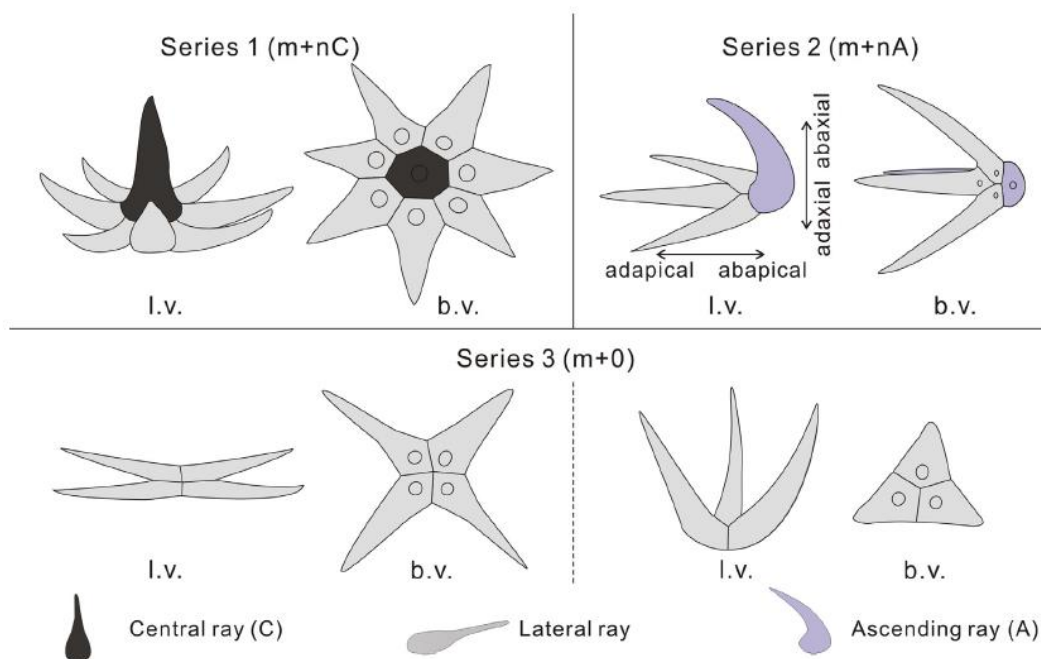 Series 1 (m+nC)
l.v.
b.v.
Series 2 (m+nA)
adaxial abaxial
adapical abapical
l.v.
b.v.
Series 3 (m+0)
l.v.
b.v.
l.v.
b.v.
Central ray (C)
Lateral ray
Ascending ray (A)